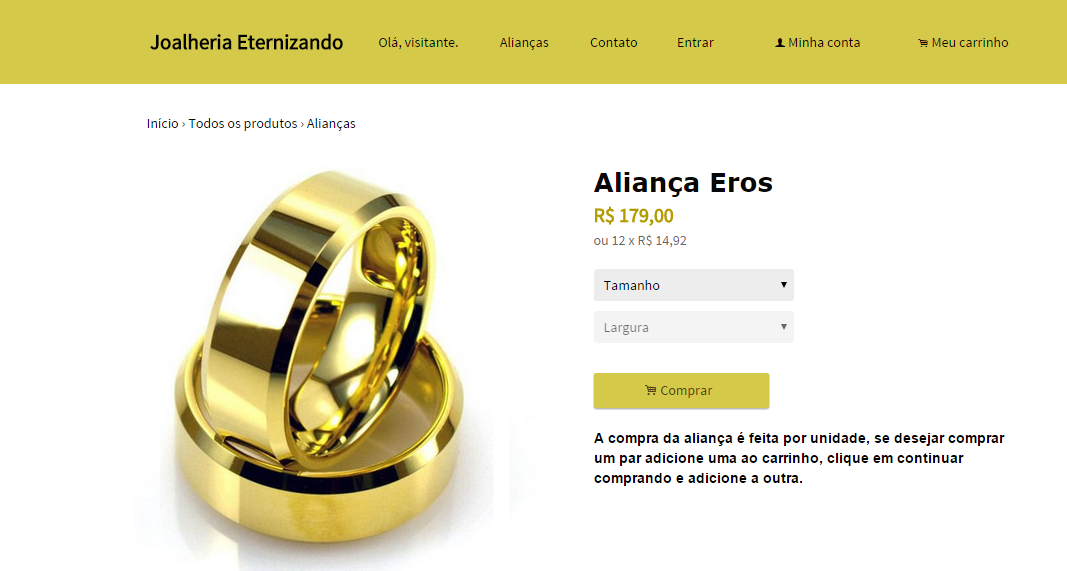 Joalheria Eternizando
Olá, visitante.
Alianças
Contato
Entrar
Minha conta
Meu carrinho
Início › Todos os produtos › Alianças
Aliança Eros
R$ 179,00
ou 12 x R$ 14,92
Tamanho
Largura
Comprar
A compra da aliança é feita por unidade, se desejar comprar
um par adicione uma ao carrinho, clique em continuar
comprando e adicione a outra.